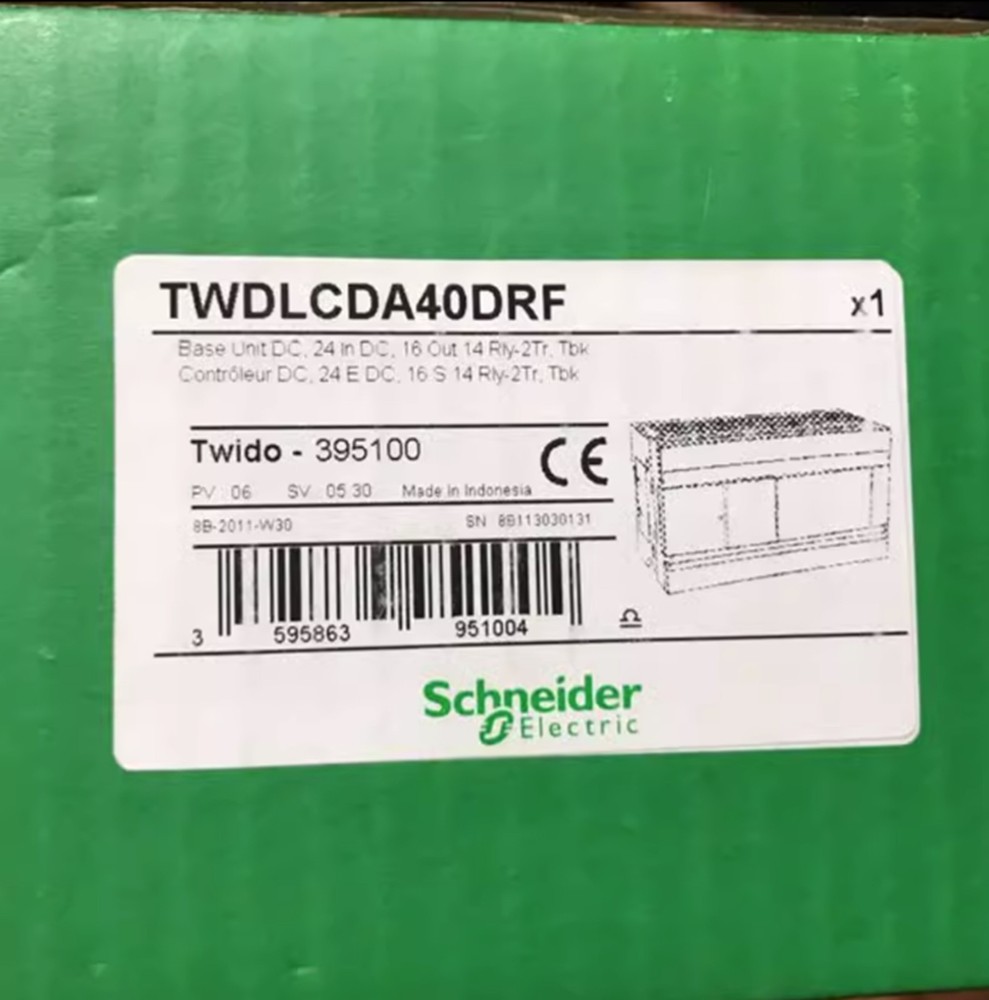 TWDLCDA40DRF x1
Base Unit DC, 24 In DC, 16 Out 14 Rly-2Tr, Tbk
Contrôleur DC, 24 E DC, 16 S 14 Rly-2Tr, Tbk
Twido - 395100 CE
PV : 06 SV : 05 30 Made In Indonesia
8B-2011-W30 SN : 8B113030131
3 595863 951004
Schneider
Electric